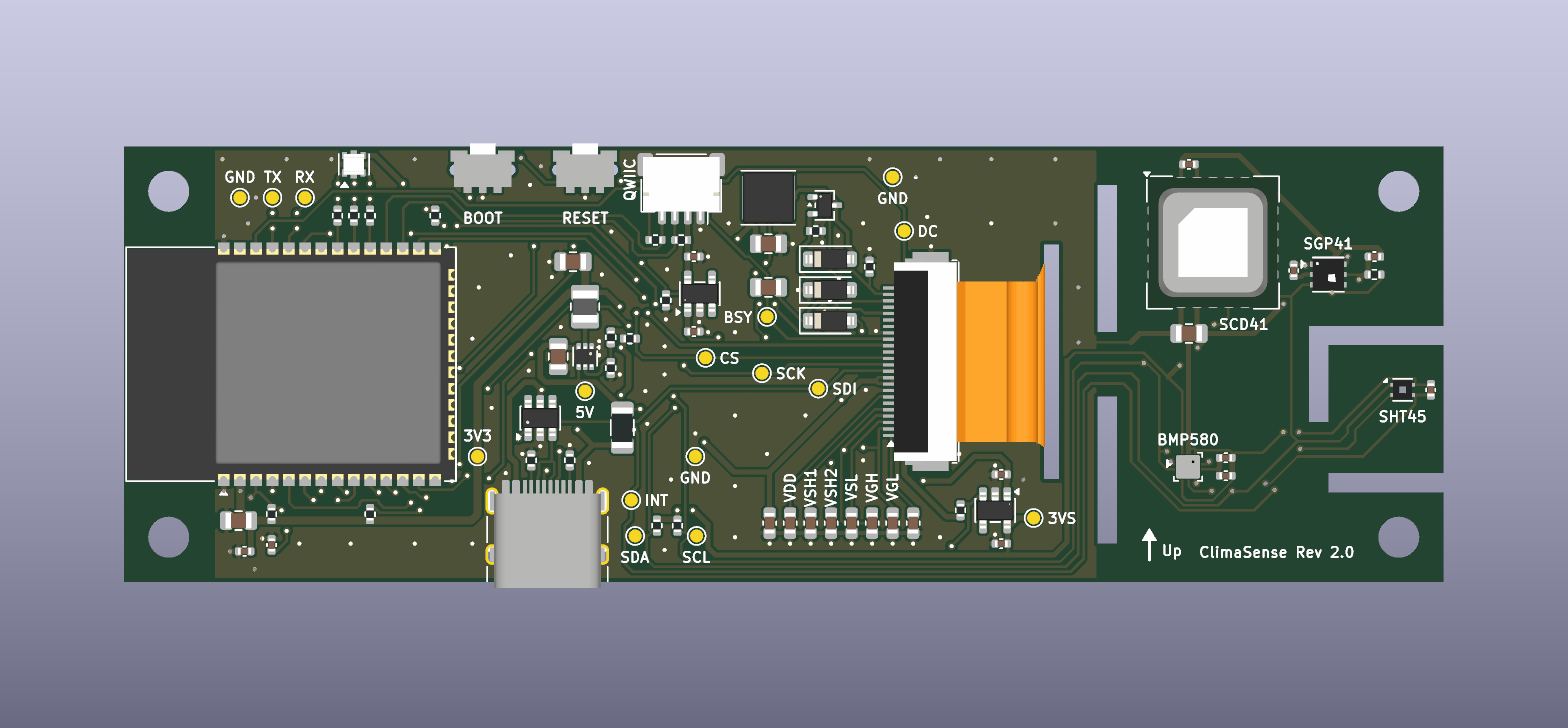 GND TX RX
BOOT
RESET
QWIIC
GND
DC
BSY
CS
SCK
SDI
5V
3V3
GND
INT
SDA
SCL
VDD
VSH1
VSH2
VSL
VGH
VGL
3VS
SGP41
SCD41
SHT45
BMP580
Up
ClimaSense Rev 2.0